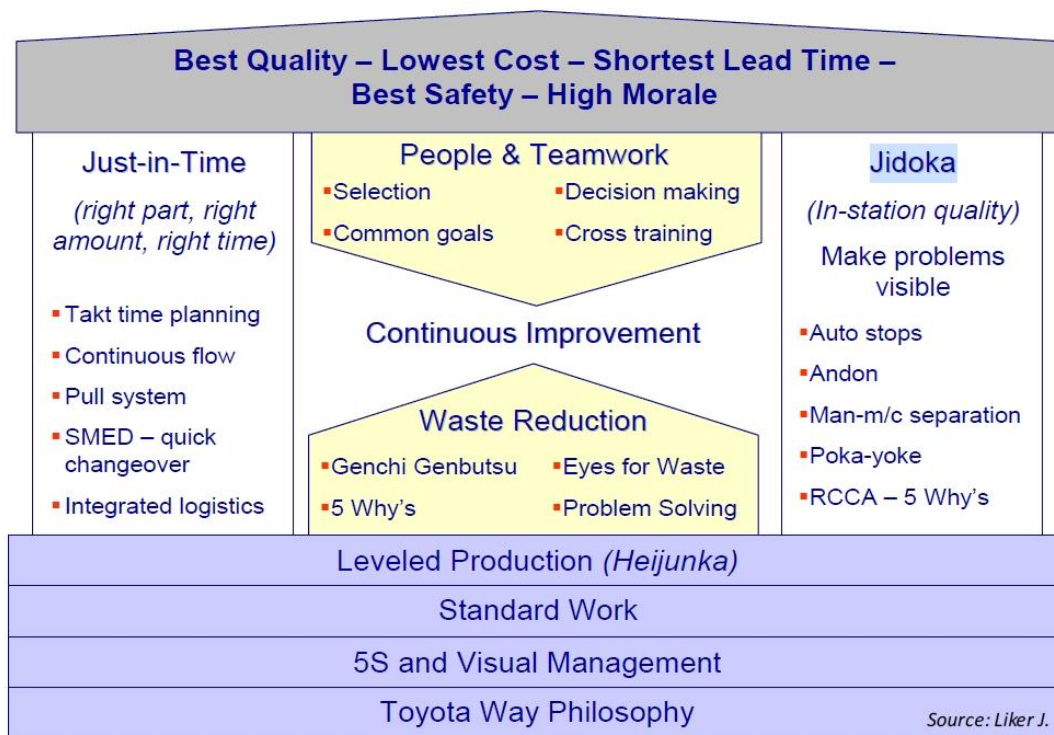 Best Quality – Lowest Cost – Shortest Lead Time –
Best Safety – High Morale
Just-in-Time
(right part, right
amount, right time)
▪Takt time planning
▪Continuous flow
▪Pull system
▪SMED – quick
changeover
▪Integrated logistics
People & Teamwork
▪Selection
▪Common goals
▪Decision making
▪Cross training
Continuous Improvement
Waste Reduction
▪Genchi Genbutsu
▪5 Why's
▪Eyes for Waste
▪Problem Solving
Jidoka
(In-station quality)
Make problems
visible
▪Auto stops
▪Andon
▪Man-m/c separation
▪Poka-yoke
▪RCCA – 5 Why's
Leveled Production (Heijunka)
Standard Work
5S and Visual Management
Toyota Way Philosophy
Source: Liker J.